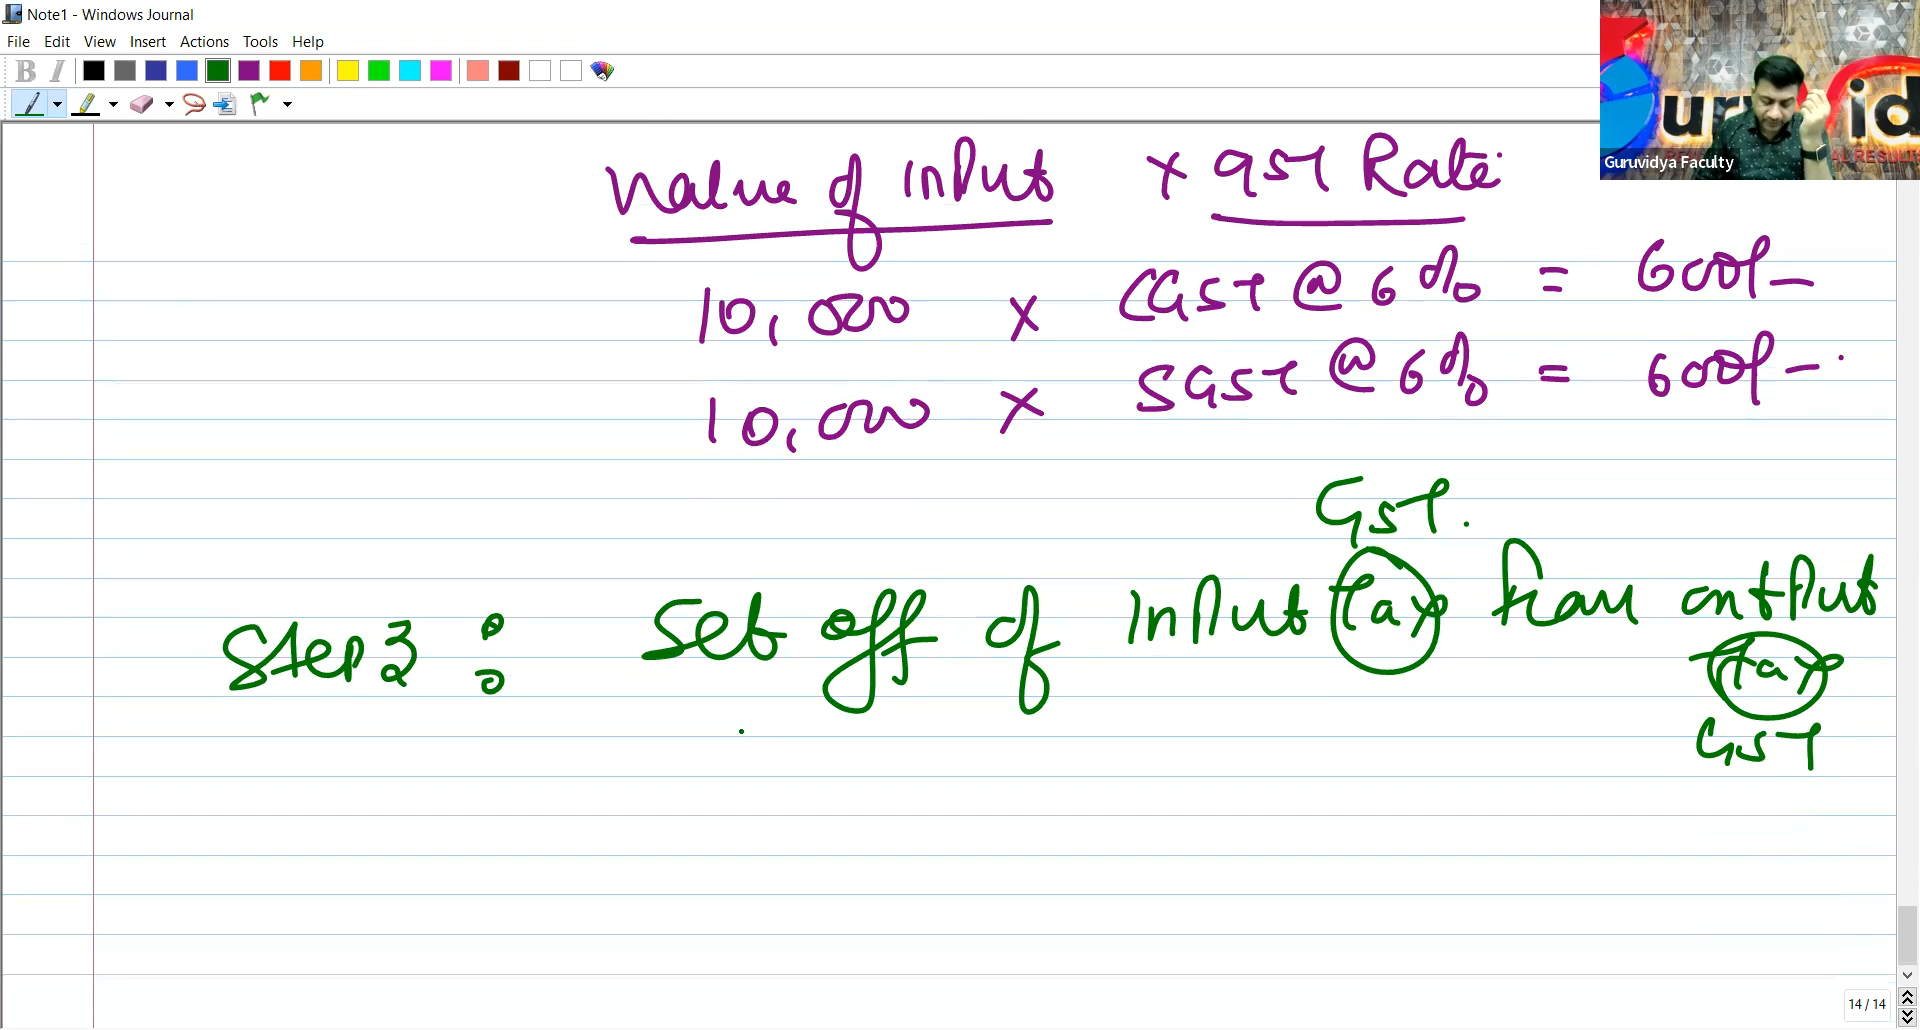 Note1 - Windows Journal
File Edit View Insert Actions Tools Help
B I
Value of input × GST Rate
10,000 × CGST @ 6% = 600/-
10,000 × SGST @ 6% = 600/-
GST.
Step 3 : Set off of input tax from output
tax
GST
Guruvidya Faculty
14 / 14